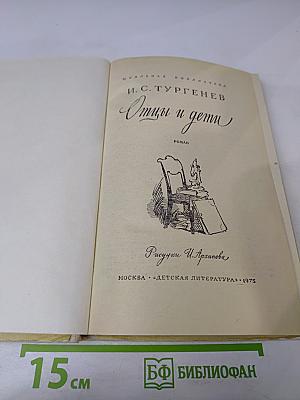 ШКОЛЬНАЯ БИБЛИОТЕКА
И.С. ТУРГЕНЕВ
Отцы и дети
РОМАН
Рисунки И. Архипова
МОСКВА · «ДЕТСКАЯ ЛИТЕРАТУРА» · 1975
15 см
БФ БИБЛИОФАН